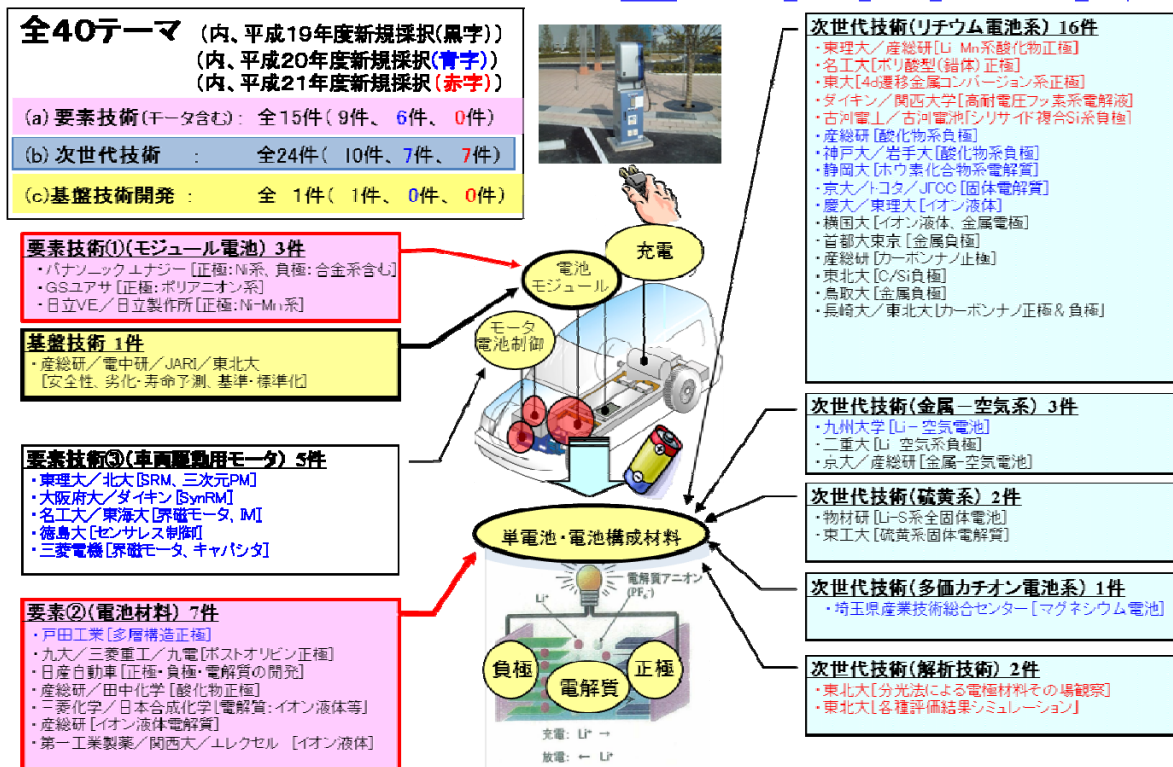 全40テーマ (内、平成19年度新規採択(黒字))
(内、平成20年度新規採択(青字))
(内、平成21年度新規採択(赤字))
(a)要素技術(モータ含む): 全15件( 9件、 6件、 0件)
(b)次世代技術 : 全24件( 10件、7件、 7件)
(c)基盤技術開発: 全 1件( 1件、 0件、 0件)
要素技術①(モジュール電池) 3件
・パナソニックエナジー[正極:Ni系、負極:合金系含む]
・GSユアサ[正極:ポリアニオン系]
・日立VE/日立製作所[正極:Ni-Mn系]
基盤技術 1件
・産総研/電中研/JARI/東北大
[安全性、劣化・寿命予測、基準・標準化]
要素技術③(車両駆動用モータ) 5件
・東理大/北大[SRM、三次元PM]
・大阪府大/ダイキン[SynRM]
・名工大/東海大[界磁モータ、IM]
・徳島大[センサレス制御]
・三菱電機[界磁モータ、キャパシタ]
要素②(電池材料) 7件
・戸田工業[多層構造正極]
・九大/三菱重工/九電[ポストオリビン正極]
・日産自動車[正極・負極・電解質の開発]
・産総研/田中化学[酸化物正極]
・三菱化学/日本合成化学[電解質:イオン液体等]
・産総研[イオン液体電解質]
・第一工業製薬/関西大/エレクセル [イオン液体]
充電
電池
モジュール
モータ
電池制御
単電池・電池構成材料
電解質アニオン
(PF₆⁻)
Li⁺
負極
電解質
正極
充電: Li⁺ →
放電: ← Li⁺
次世代技術(リチウム電池系) 16件
・東理大/産総研[Li-Mn系酸化物正極]
・名工大[ポリ酸型(錯体)正極]
・東大[4d遷移金属コンバージョン系正極]
・ダイキン/関西大学[高耐電圧フッ素系電解液]
・古河電工/古河電池[シリサイド複合Si系負極]
・産総研[酸化物系負極]
・神戸大/岩手大[酸化物系負極]
・静岡大[ホウ素化合物系電解質]
・京大/トヨタ/JFCC[固体電解質]
・慶大/東理大[イオン液体]
・横国大[イオン液体、金属電極]
・首都大東京[金属負極]
・産総研[カーボンナノ正極]
・東北大[C/Si負極]
・鳥取大[金属負極]
・長崎大/東北大[カーボンナノ正極&負極]
次世代技術(金属-空気系) 3件
・九州大学[Li-空気電池]
・三重大[Li-空気系負極]
・京大/産総研[金属-空気電池]
次世代技術(硫黄系) 2件
・物材研[Li-S系全固体電池]
・東工大[硫黄系固体電解質]
次世代技術(多価カチオン電池系) 1件
・埼玉県産業技術総合センター[マグネシウム電池]
次世代技術(解析技術) 2件
・東北大[分光法による電極材料その場観察]
・東北大[各種評価結果シミュレーション]